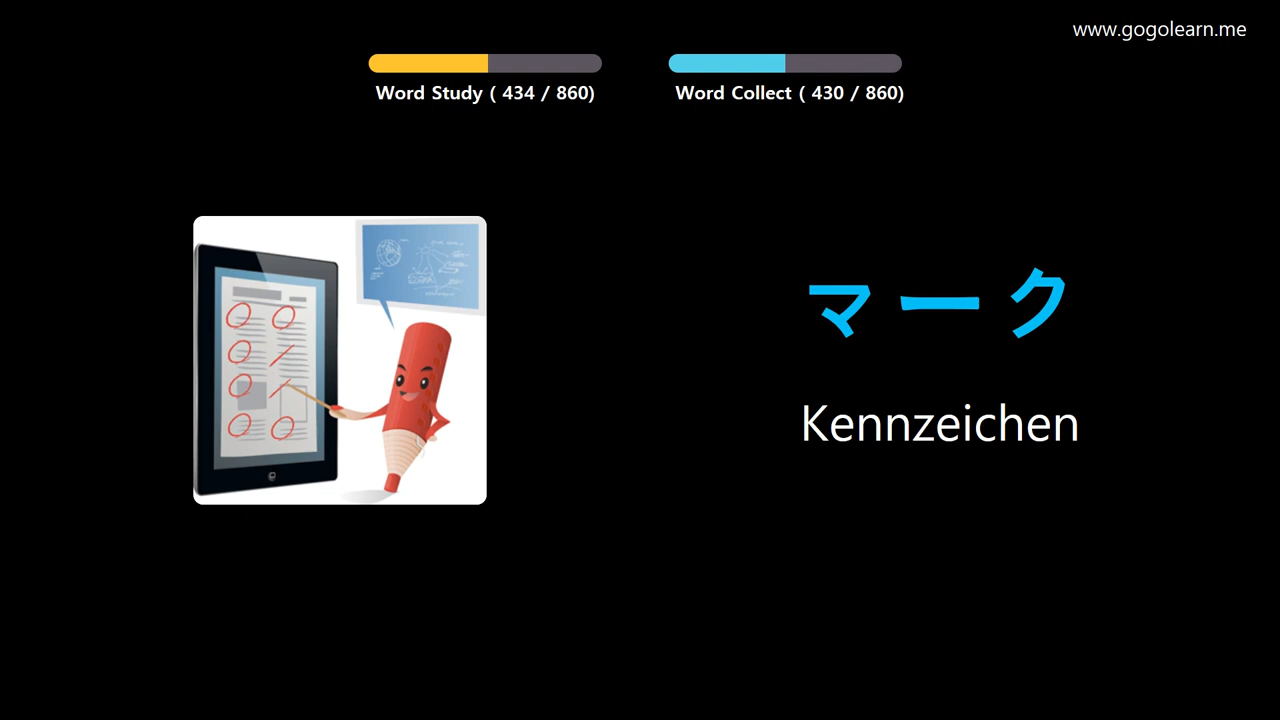 www.gogolearn.me
Word Study ( 434 / 860)
Word Collect ( 430 / 860)
マーク
Kennzeichen